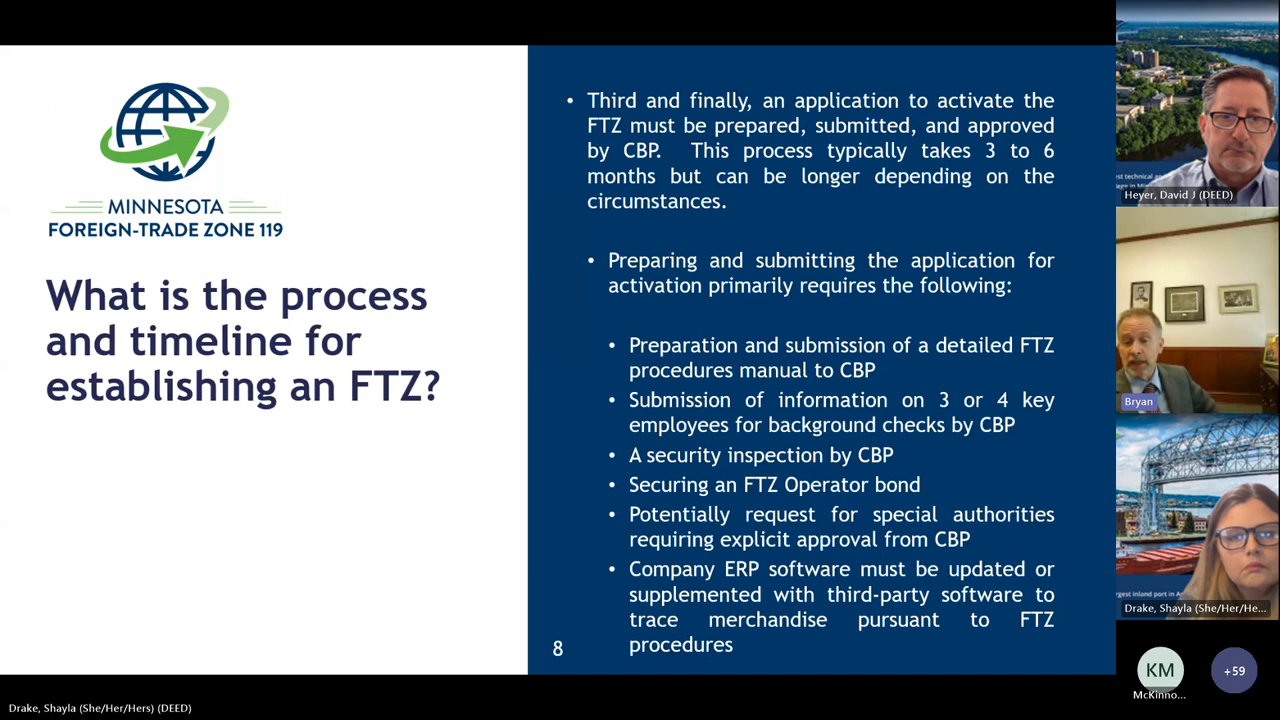 MINNESOTA
FOREIGN-TRADE ZONE 119
What is the process
and timeline for
establishing an FTZ?
• Third and finally, an application to activate the
FTZ must be prepared, submitted, and approved
by CBP. This process typically takes 3 to 6
months but can be longer depending on the
circumstances.
• Preparing and submitting the application for
activation primarily requires the following:
• Preparation and submission of a detailed FTZ
procedures manual to CBP
• Submission of information on 3 or 4 key
employees for background checks by CBP
• A security inspection by CBP
• Securing an FTZ Operator bond
• Potentially request for special authorities
requiring explicit approval from CBP
• Company ERP software must be updated or
supplemented with third-party software to
trace merchandise pursuant to FTZ
procedures
8
est technical
Heyer, David J (DEED)
Bryan
rgest inland port in
Drake, Shayla (She/Her/He...
KM
McKinno...
+59
Drake, Shayla (She/Her/Hers) (DEED)